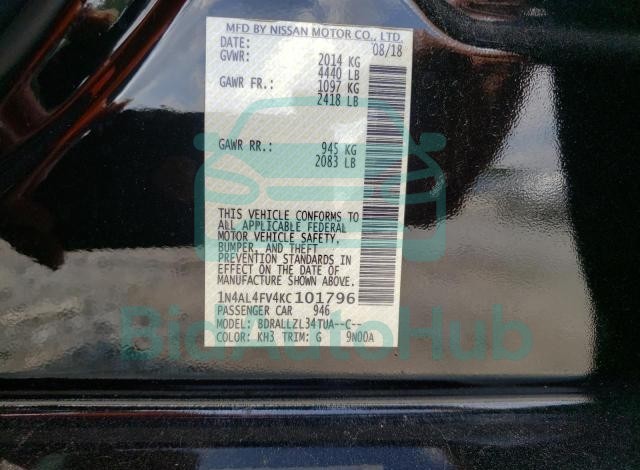 MFD BY NISSAN MOTOR CO., LTD.
DATE: 08/18
GVWR: 2014 KG
4440 LB
GAWR FR.: 1097 KG
2418 LB
GAWR RR.: 945 KG
2083 LB
THIS VEHICLE CONFORMS TO
ALL APPLICABLE FEDERAL
MOTOR VEHICLE SAFETY,
BUMPER, AND THEFT
PREVENTION STANDARDS IN
EFFECT ON THE DATE OF
MANUFACTURE SHOWN ABOVE.
1N4AL4FV4KC101796
PASSENGER CAR 946
MODEL: BDRALLZL34TUA--C--
COLOR: KH3 TRIM: G 9N00A
BidAutoHub